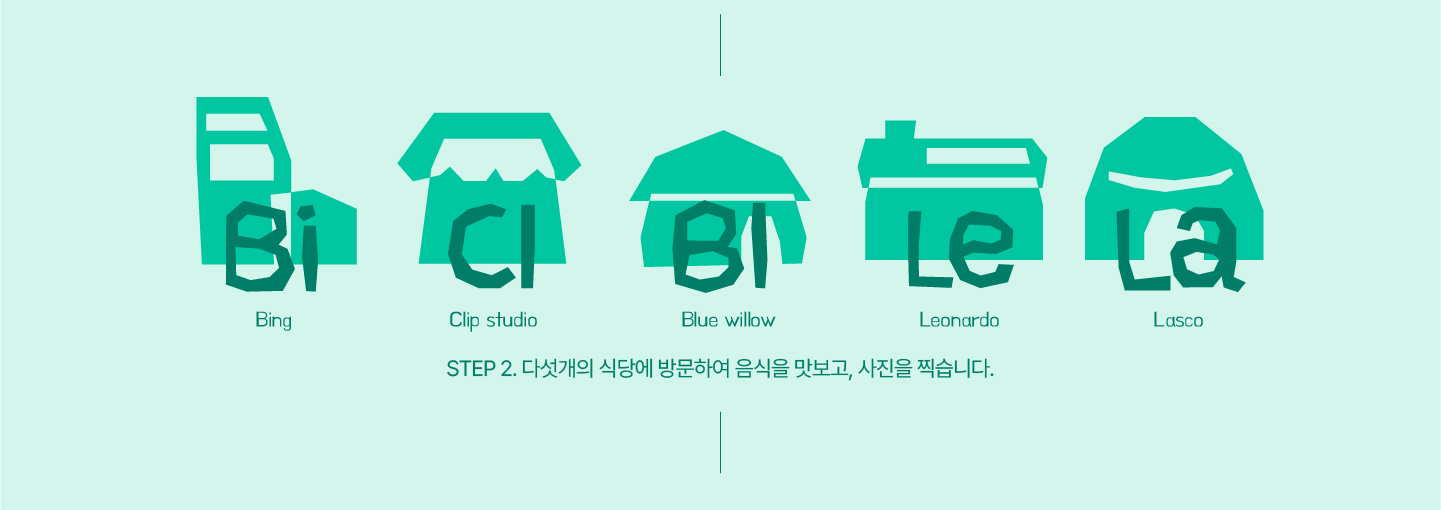 Bi Cl Bl Le La
Bing Clip studio Blue willow Leonardo Lasco
STEP 2. 다섯개의 식당에 방문하여 음식을 맛보고, 사진을 찍습니다.